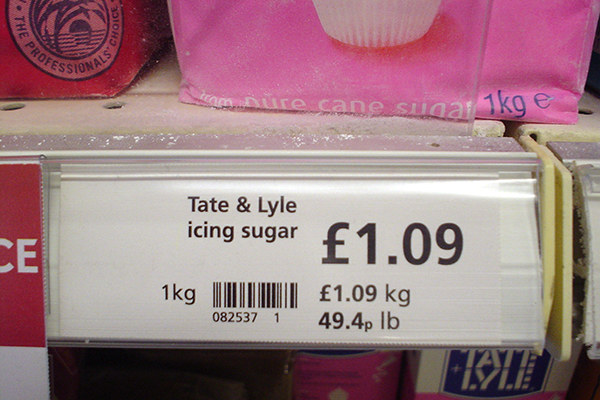 THE PROFESSIONALS' CHOICE
from pure cane sugar
1kg e
CE
Tate & Lyle
icing sugar
£1.09
1kg
£1.09 kg
082537 1
49.4p lb
TATE
LYLE